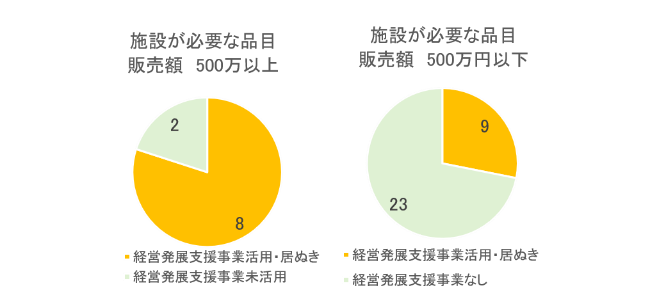 施設が必要な品目
販売額 500万以上
2
8
経営発展支援事業活用・居ぬき
経営発展支援事業未活用
施設が必要な品目
販売額 500万円以下
9
23
経営発展支援事業活用・居ぬき
経営発展支援事業なし